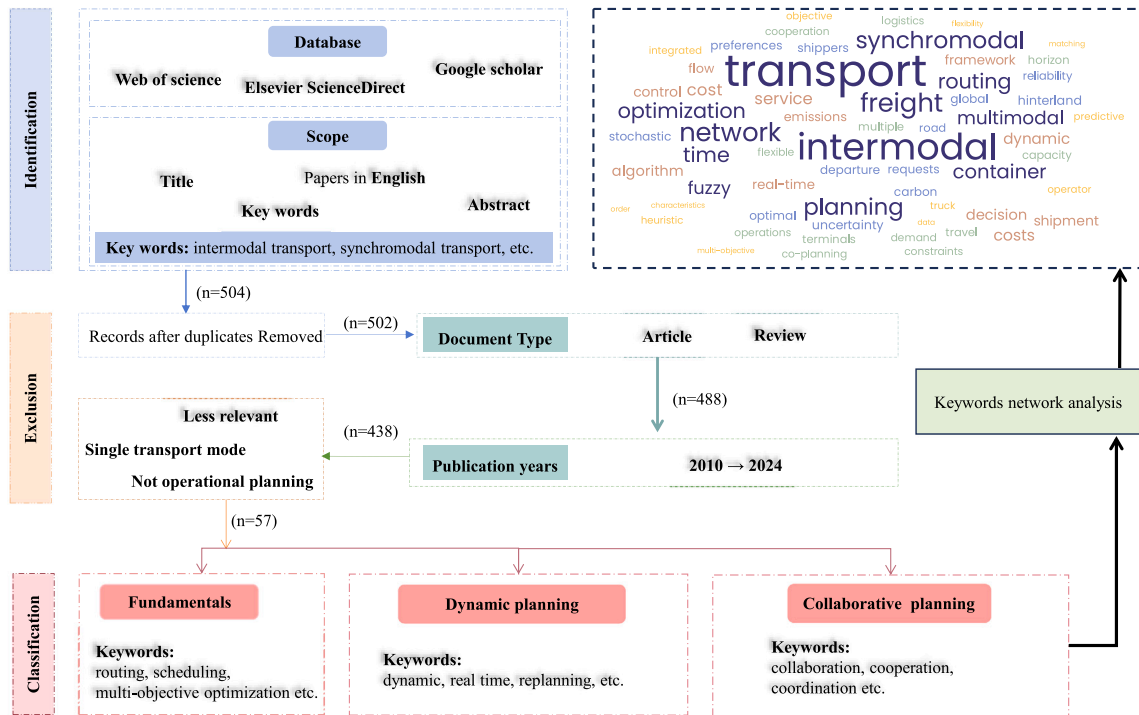 Identification
Database
Web of science
Elsevier ScienceDirect
Google scholar
Scope
Title
Papers in English
Key words
Abstract
Key words: intermodal transport, synchromodal transport, etc.
(n=504)
Exclusion
Records after duplicates Removed
(n=502)
Document Type
Article
Review
(n=488)
Publication years
2010 → 2024
(n=438)
Less relevant
Single transport mode
Not operational planning
(n=57)
Classification
Fundamentals
Keywords:
routing, scheduling,
multi-objective optimization etc.
Dynamic planning
Keywords:
dynamic, real time, replanning, etc.
Collaborative planning
Keywords:
collaboration, cooperation,
coordination etc.
Keywords network analysis
objective
logistics
flexibility
cooperation
synchromodal
matching
integrated
preferences
shippers
framework
horizon
flow
transport
routing
reliability
control
cost
service
freight
global
hinterland
optimization
emissions
multimodal
predictive
stochastic
network
multiple
road
dynamic
time
flexible
intermodal
capacity
algorithm
departure
requests
container
fuzzy
real-time
carbon
operator
order
characteristics
planning
truck
heuristic
optimal
uncertainty
data
decision
shipment
operations
terminals
demand
travel
costs
multi-objective
co-planning
constraints